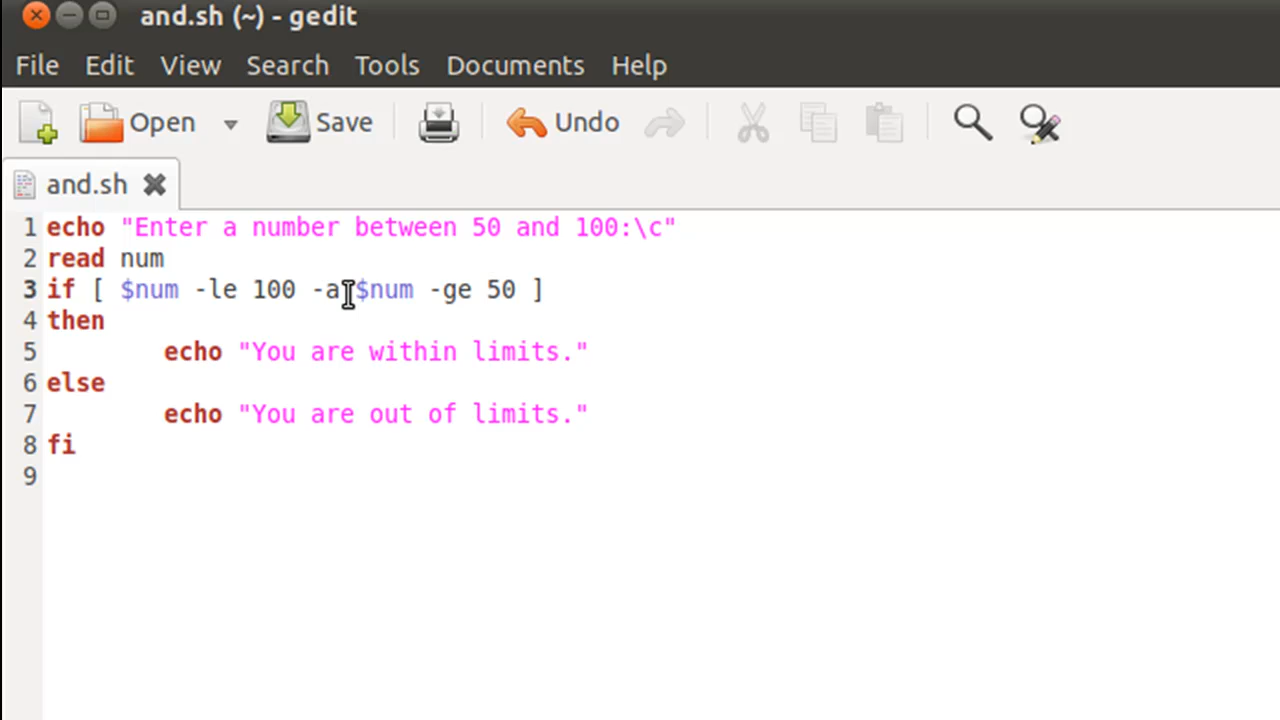 and.sh (~) - gedit
File Edit View Search Tools Documents Help
Open Save Undo
and.sh
1 echo "Enter a number between 50 and 100:\c"
2 read num
3 if [ $num -le 100 -a $num -ge 50 ]
4 then
5 echo "You are within limits."
6 else
7 echo "You are out of limits."
8 fi
9